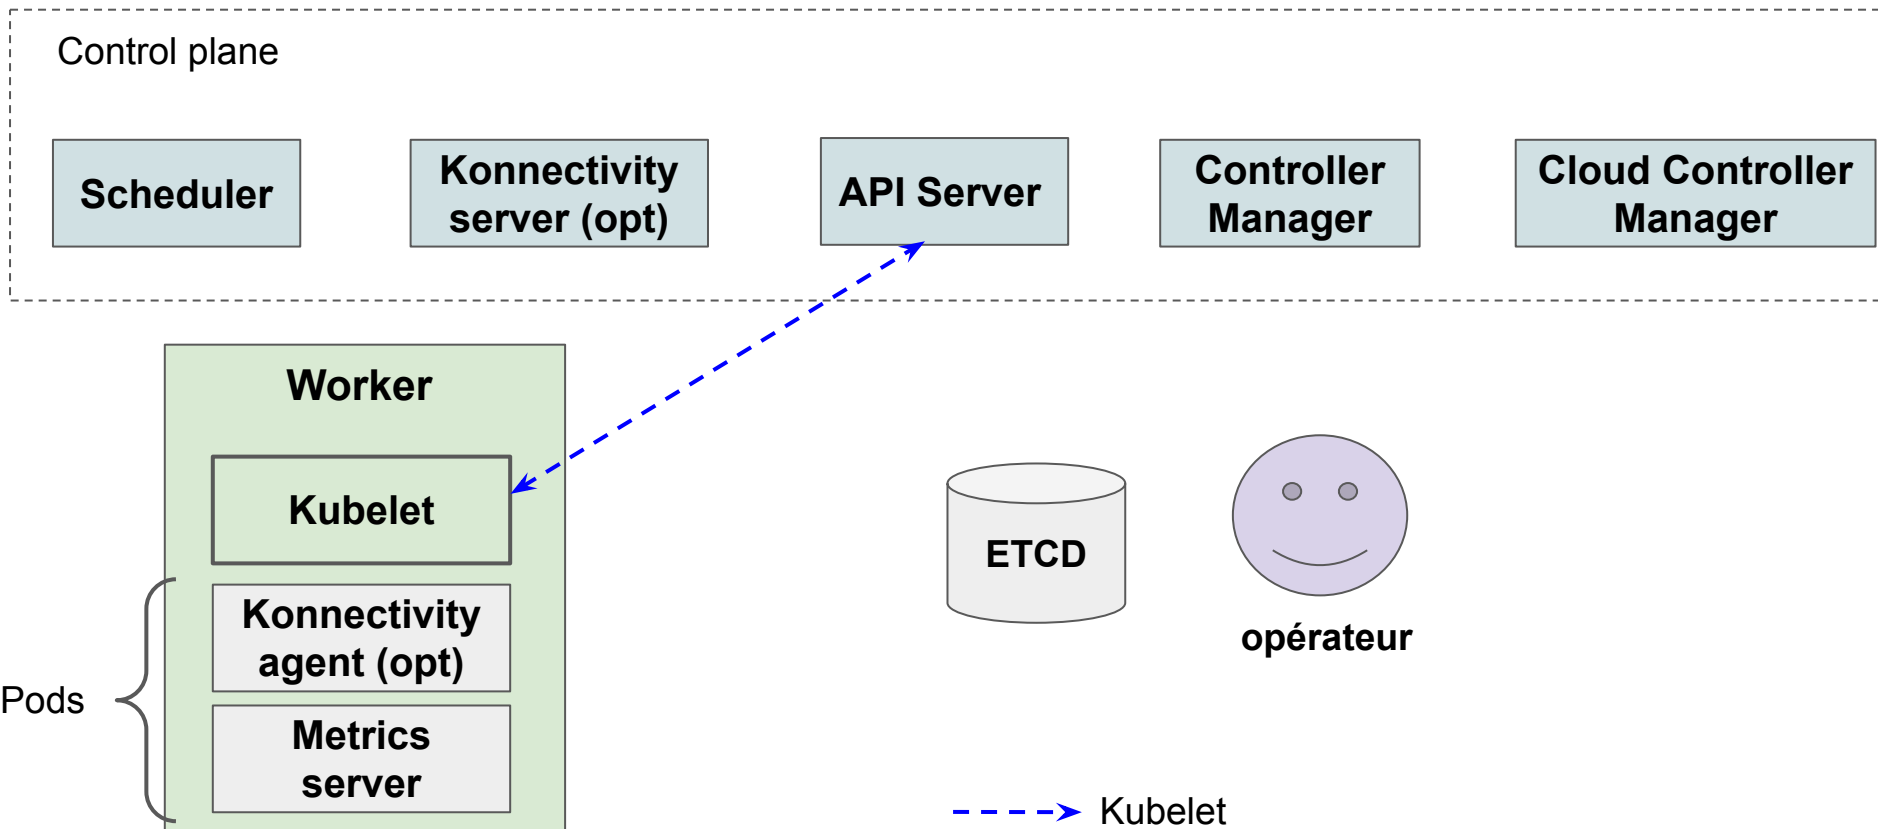 Control plane
Scheduler
Konnectivity
server (opt)
API Server
Controller
Manager
Cloud Controller
Manager
Worker
Kubelet
Konnectivity
agent (opt)
Metrics
server
Pods
ETCD
opérateur
Kubelet